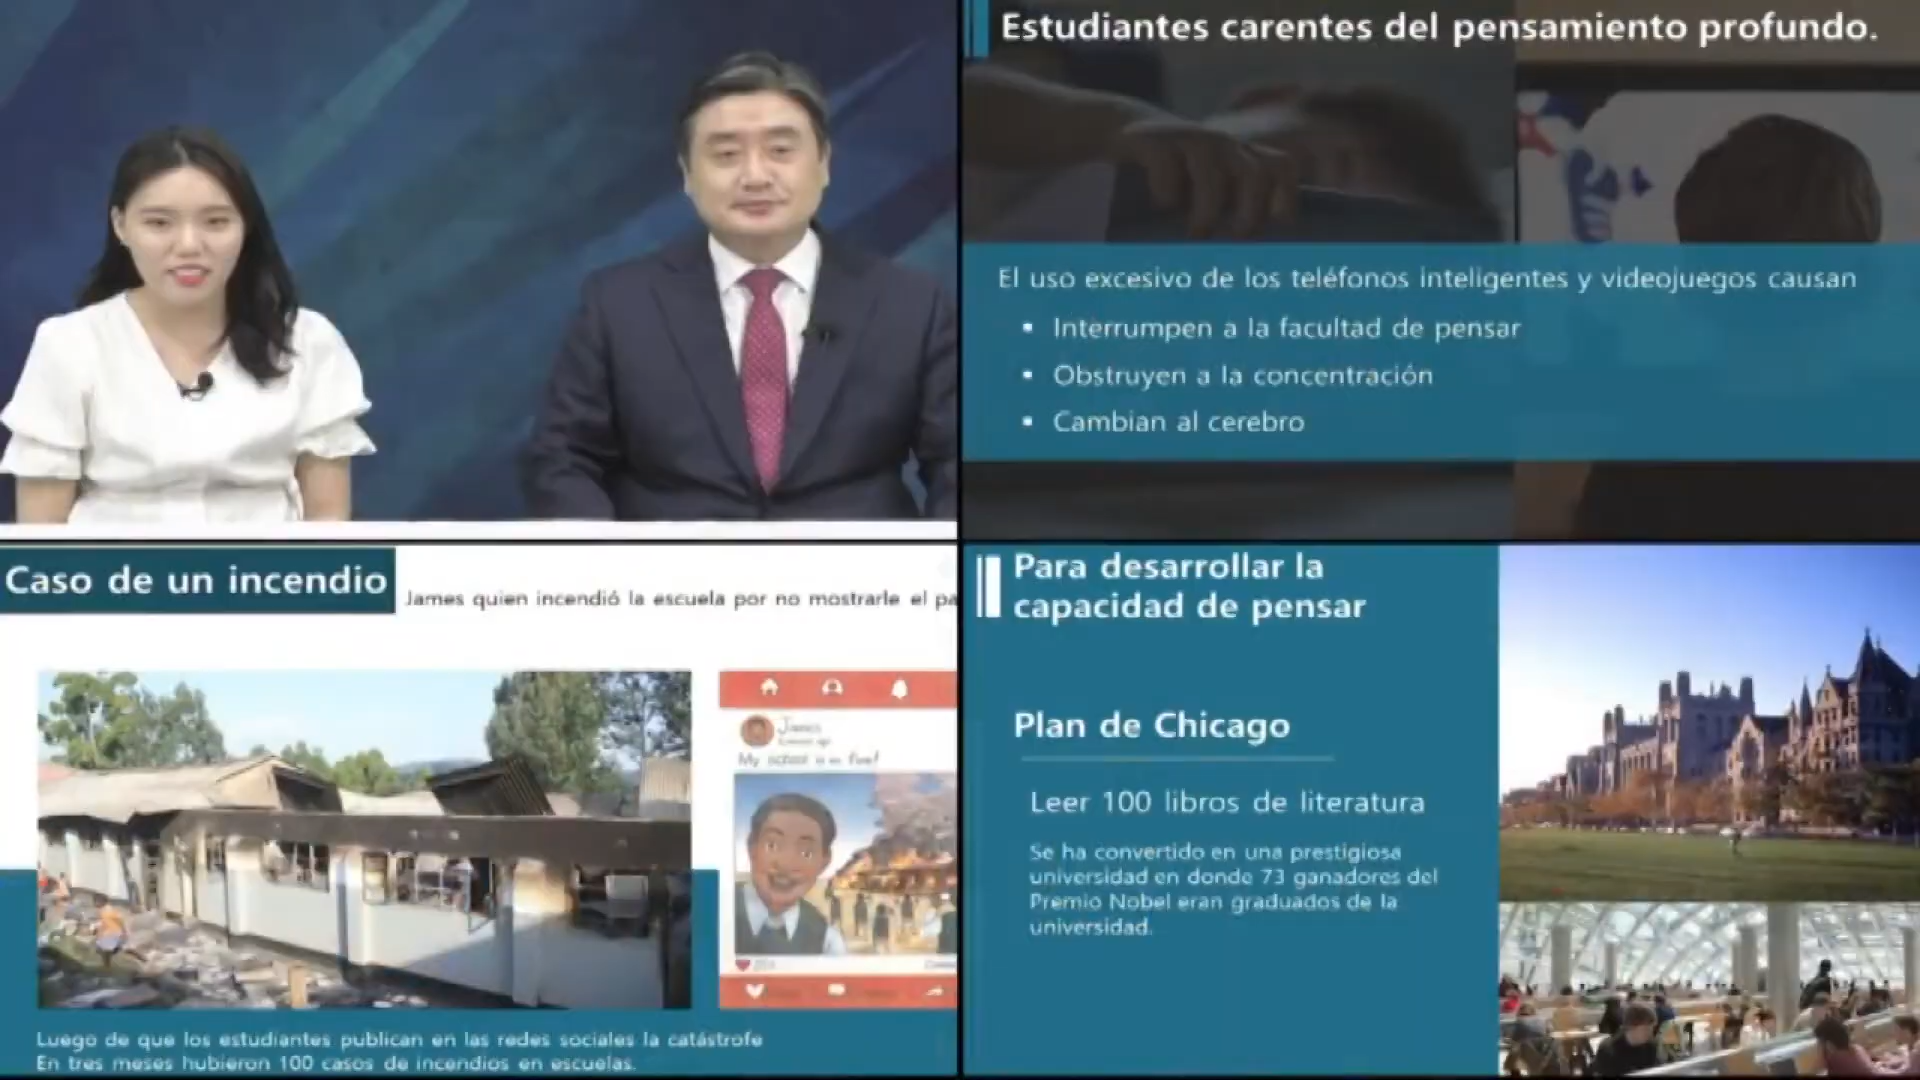 Estudiantes carentes del pensamiento profundo.
El uso excesivo de los teléfonos inteligentes y videojuegos causan
▪ Interrumpen a la facultad de pensar
▪ Obstruyen a la concentración
▪ Cambian al cerebro
Caso de un incendio
James quien incendió la escuela por no mostrarle el pa
James
My school is on fire!
Luego de que los estudiantes publican en las redes sociales la catástrofe
En tres meses hubieron 100 casos de incendios en escuelas.
Para desarrollar la
capacidad de pensar
Plan de Chicago
Leer 100 libros de literatura
Se ha convertido en una prestigiosa
universidad en donde 73 ganadores del
Premio Nobel eran graduados de la
universidad.